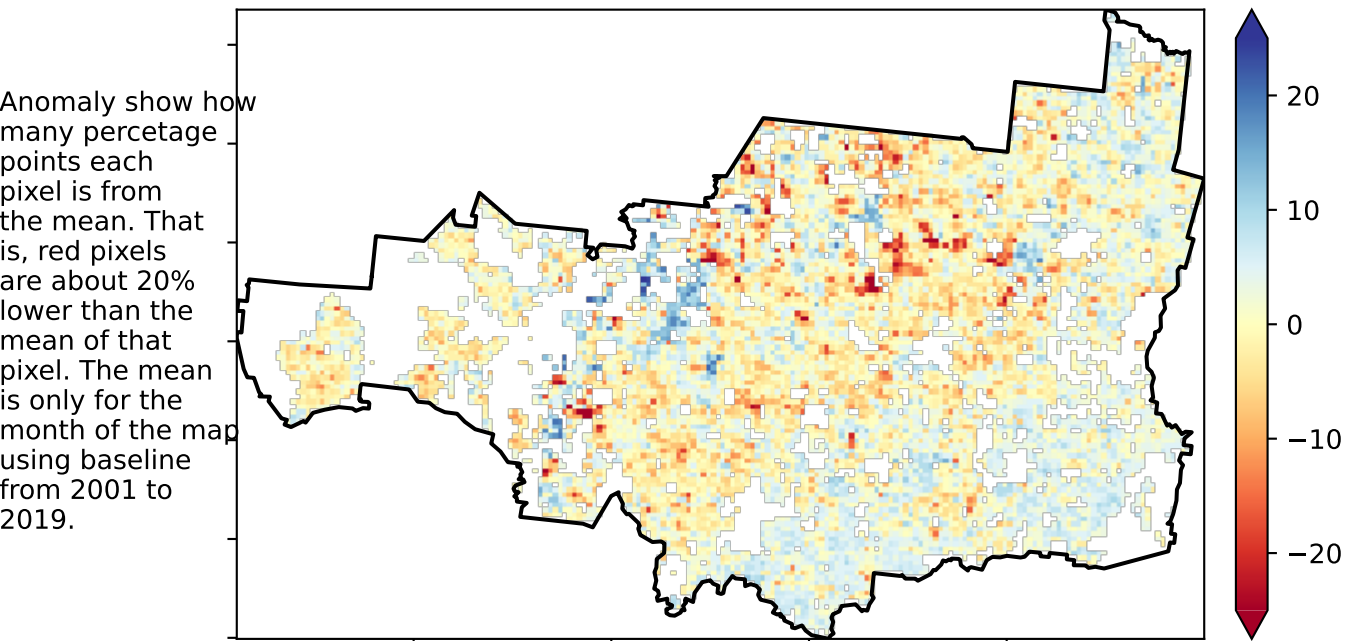 Anomaly show how
many percetage
points each
pixel is from
the mean. That
is, red pixels
are about 20%
lower than the
mean of that
pixel. The mean
is only for the
month of the map
using baseline
from 2001 to
2019.
20
10
0
−10
−20